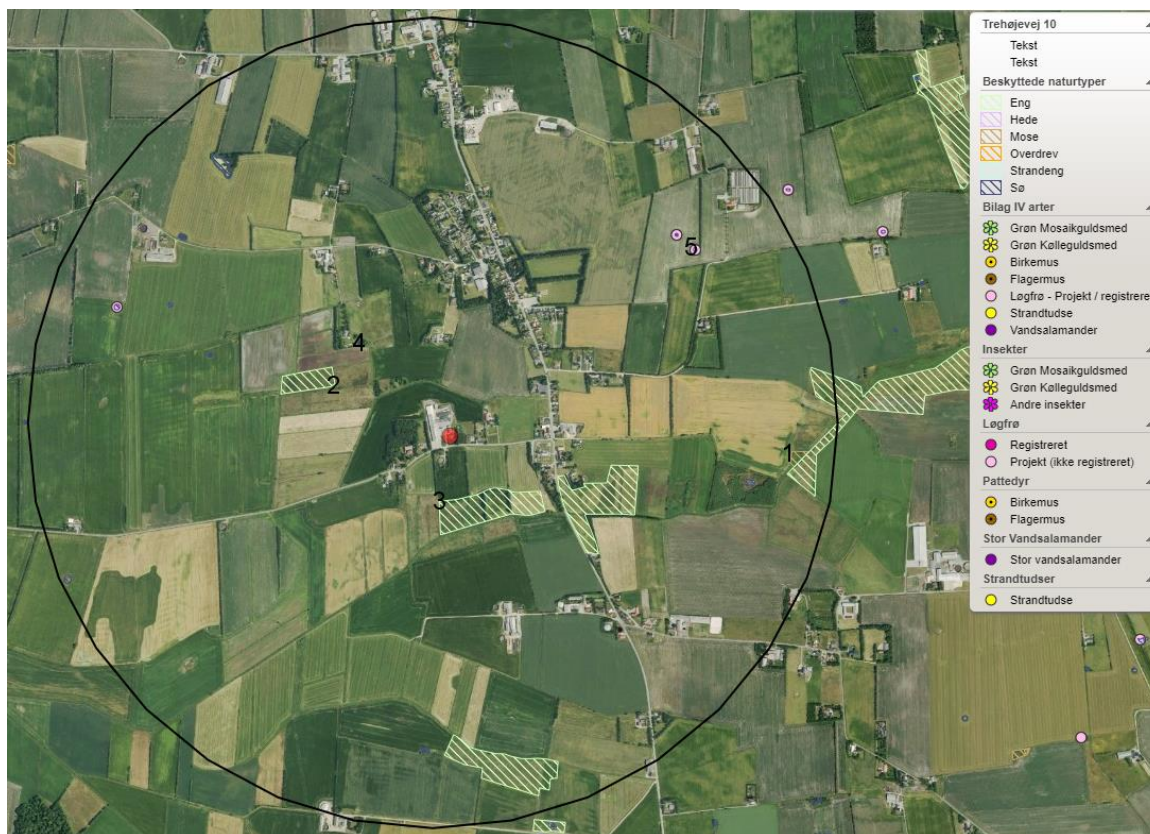 Trehøjevej 10
Tekst
Tekst
Beskyttede naturtyper
Eng
Hede
Mose
Overdrev
Strandeng
Sø
Bilag IV arter
Grøn Mosaikguldsmed
Grøn Kølleguldsmed
Birkemus
Flagermus
Løgfrø - Projekt / registrere
Strandtudse
Vandsalamander
Insekter
Grøn Mosaikguldsmed
Grøn Kølleguldsmed
Andre insekter
Løgfrø
Registreret
Projekt (ikke registreret)
Pattedyr
Birkemus
Flagermus
Stor Vandsalamander
Stor vandsalamander
Strandtudser
Strandtudse
5
4
2
1
3